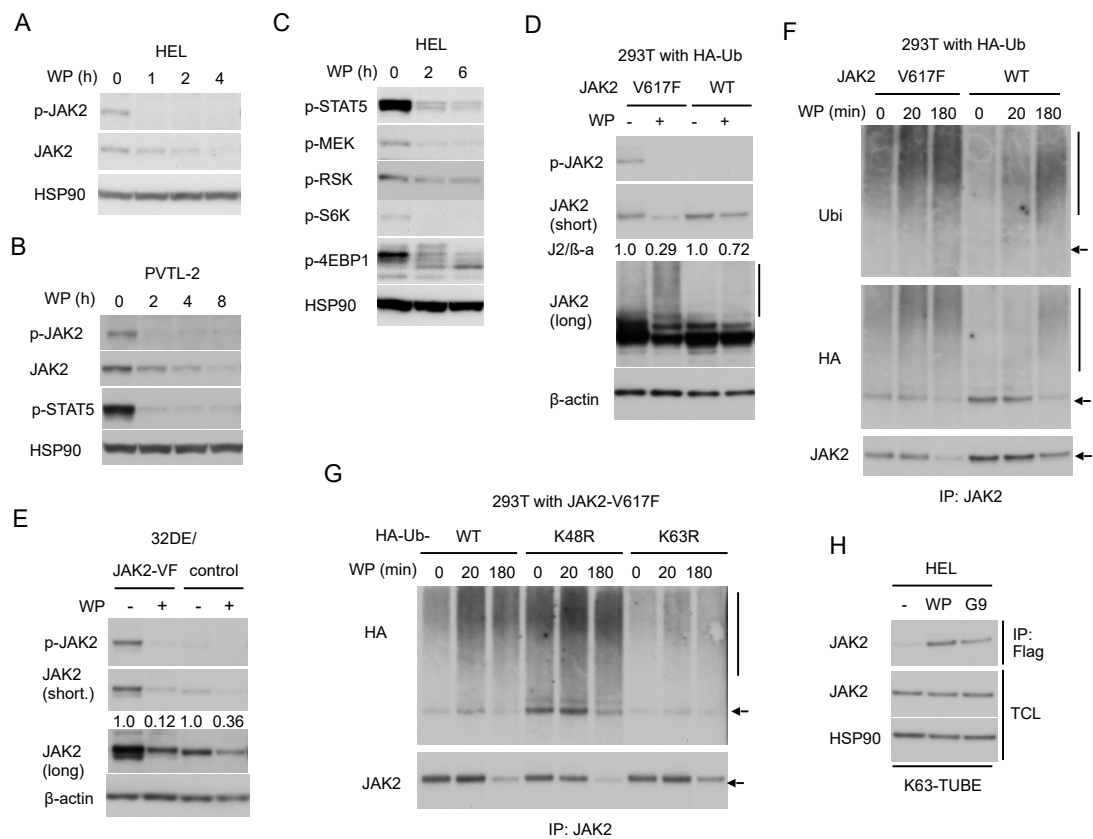 A
HEL
WP (h) 0 1 2 4
p-JAK2
JAK2
HSP90
B
PVTL-2
WP (h) 0 2 4 8
p-JAK2
JAK2
p-STAT5
HSP90
C
HEL
WP (h) 0 2 6
p-STAT5
p-MEK
p-RSK
p-S6K
p-4EBP1
HSP90
D
293T with HA-Ub
JAK2 V617F WT
WP - + - +
p-JAK2
JAK2
(short)
J2/ß-a 1.0 0.29 1.0 0.72
JAK2
(long)
β-actin
E
32DE/
JAK2-VF control
WP - + - +
p-JAK2
JAK2
(short.)
1.0 0.12 1.0 0.36
JAK2
(long)
β-actin
F
293T with HA-Ub
JAK2 V617F WT
WP (min) 0 20 180 0 20 180
Ubi
HA
JAK2
IP: JAK2
G
293T with JAK2-V617F
HA-Ub- WT K48R K63R
WP (min) 0 20 180 0 20 180 0 20 180
HA
JAK2
IP: JAK2
H
HEL
- WP G9
JAK2 IP:
Flag
JAK2
TCL
HSP90
K63-TUBE